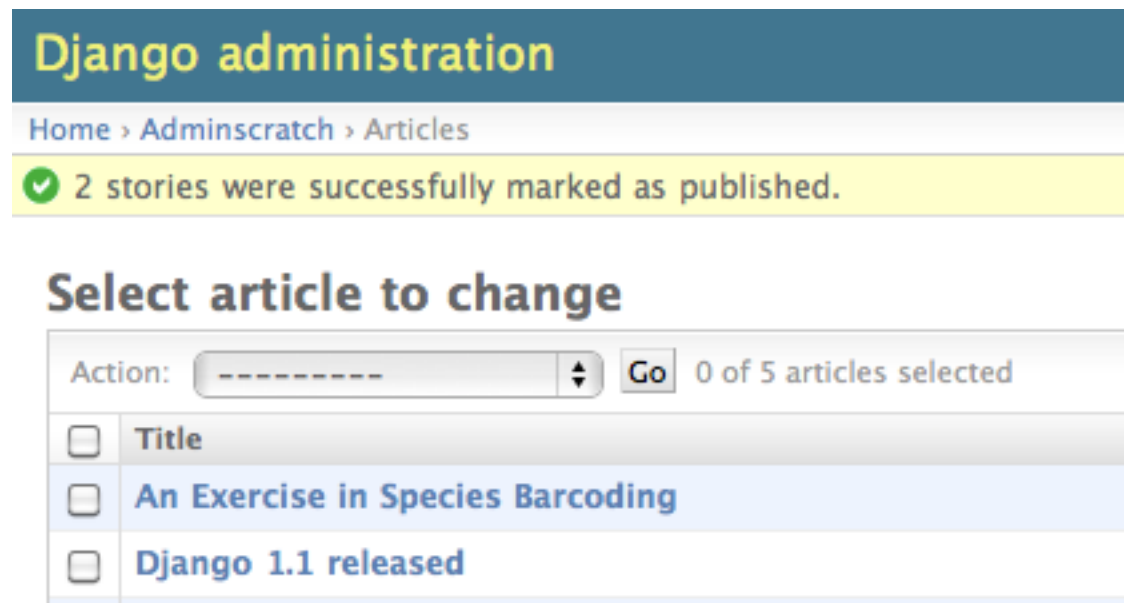 Django administration
Home › Adminscratch › Articles
2 stories were successfully marked as published.
Select article to change
Action: --------- Go 0 of 5 articles selected
Title
An Exercise in Species Barcoding
Django 1.1 released